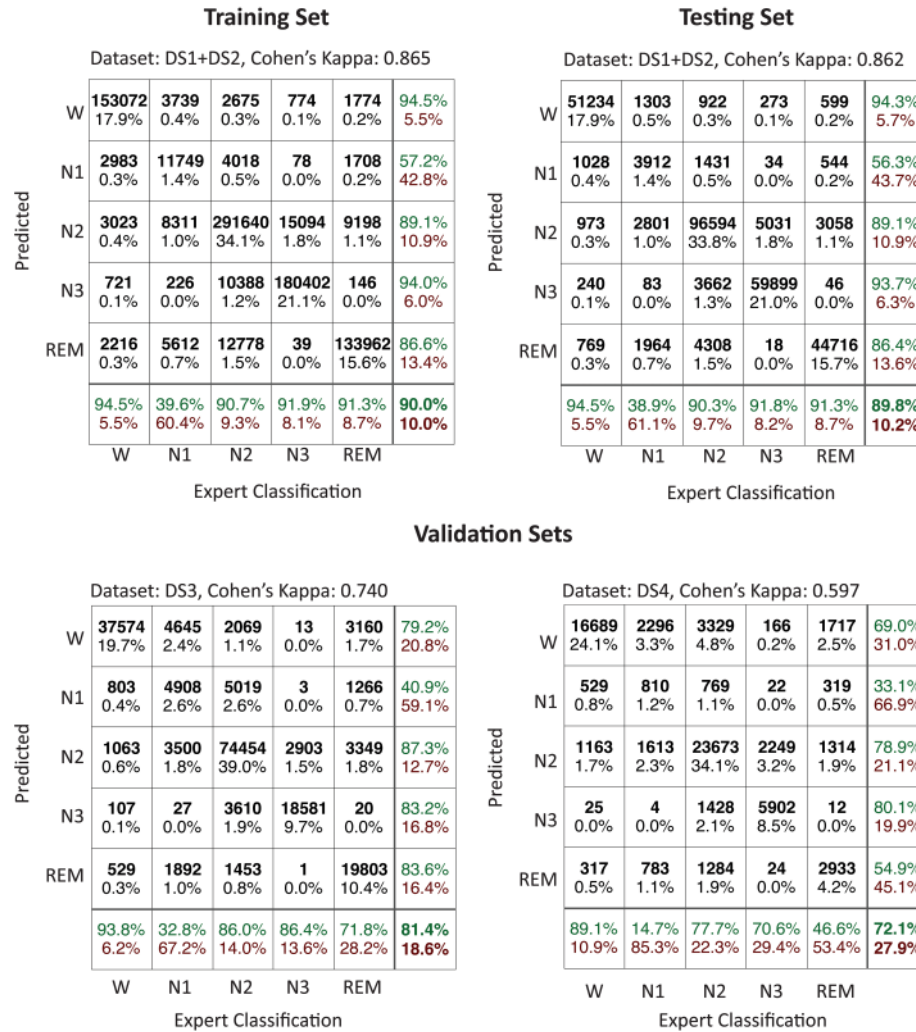 Training Set
Testing Set
Dataset: DS1+DS2, Cohen's Kappa: 0.865
Dataset: DS1+DS2, Cohen's Kappa: 0.862
Predicted
W 153072 3739 2675 774 1774 94.5%
17.9% 0.4% 0.3% 0.1% 0.2% 5.5%
N1 2983 11749 4018 78 1708 57.2%
0.3% 1.4% 0.5% 0.0% 0.2% 42.8%
N2 3023 8311 291640 15094 9198 89.1%
0.4% 1.0% 34.1% 1.8% 1.1% 10.9%
N3 721 226 10388 180402 146 94.0%
0.1% 0.0% 1.2% 21.1% 0.0% 6.0%
REM 2216 5612 12778 39 133962 86.6%
0.3% 0.7% 1.5% 0.0% 15.6% 13.4%
94.5% 39.6% 90.7% 91.9% 91.3% 90.0%
5.5% 60.4% 9.3% 8.1% 8.7% 10.0%
W N1 N2 N3 REM
Expert Classification
Predicted
W 51234 1303 922 273 599 94.3%
17.9% 0.5% 0.3% 0.1% 0.2% 5.7%
N1 1028 3912 1431 34 544 56.3%
0.4% 1.4% 0.5% 0.0% 0.2% 43.7%
N2 973 2801 96594 5031 3058 89.1%
0.3% 1.0% 33.8% 1.8% 1.1% 10.9%
N3 240 83 3662 59899 46 93.7%
0.1% 0.0% 1.3% 21.0% 0.0% 6.3%
REM 769 1964 4308 18 44716 86.4%
0.3% 0.7% 1.5% 0.0% 15.7% 13.6%
94.5% 38.9% 90.3% 91.8% 91.3% 89.8%
5.5% 61.1% 9.7% 8.2% 8.7% 10.2%
W N1 N2 N3 REM
Expert Classification
Validation Sets
Dataset: DS3, Cohen's Kappa: 0.740
Dataset: DS4, Cohen's Kappa: 0.597
Predicted
W 37574 4645 2069 13 3160 79.2%
19.7% 2.4% 1.1% 0.0% 1.7% 20.8%
N1 803 4908 5019 3 1266 40.9%
0.4% 2.6% 2.6% 0.0% 0.7% 59.1%
N2 1063 3500 74454 2903 3349 87.3%
0.6% 1.8% 39.0% 1.5% 1.8% 12.7%
N3 107 27 3610 18581 20 83.2%
0.1% 0.0% 1.9% 9.7% 0.0% 16.8%
REM 529 1892 1453 1 19803 83.6%
0.3% 1.0% 0.8% 0.0% 10.4% 16.4%
93.8% 32.8% 86.0% 86.4% 71.8% 81.4%
6.2% 67.2% 14.0% 13.6% 28.2% 18.6%
W N1 N2 N3 REM
Expert Classification
Predicted
W 16689 2296 3329 166 1717 69.0%
24.1% 3.3% 4.8% 0.2% 2.5% 31.0%
N1 529 810 769 22 319 33.1%
0.8% 1.2% 1.1% 0.0% 0.5% 66.9%
N2 1163 1613 23673 2249 1314 78.9%
1.7% 2.3% 34.1% 3.2% 1.9% 21.1%
N3 25 4 1428 5902 12 80.1%
0.0% 0.0% 2.1% 8.5% 0.0% 19.9%
REM 317 783 1284 24 2933 54.9%
0.5% 1.1% 1.9% 0.0% 4.2% 45.1%
89.1% 14.7% 77.7% 70.6% 46.6% 72.1%
10.9% 85.3% 22.3% 29.4% 53.4% 27.9%
W N1 N2 N3 REM
Expert Classification